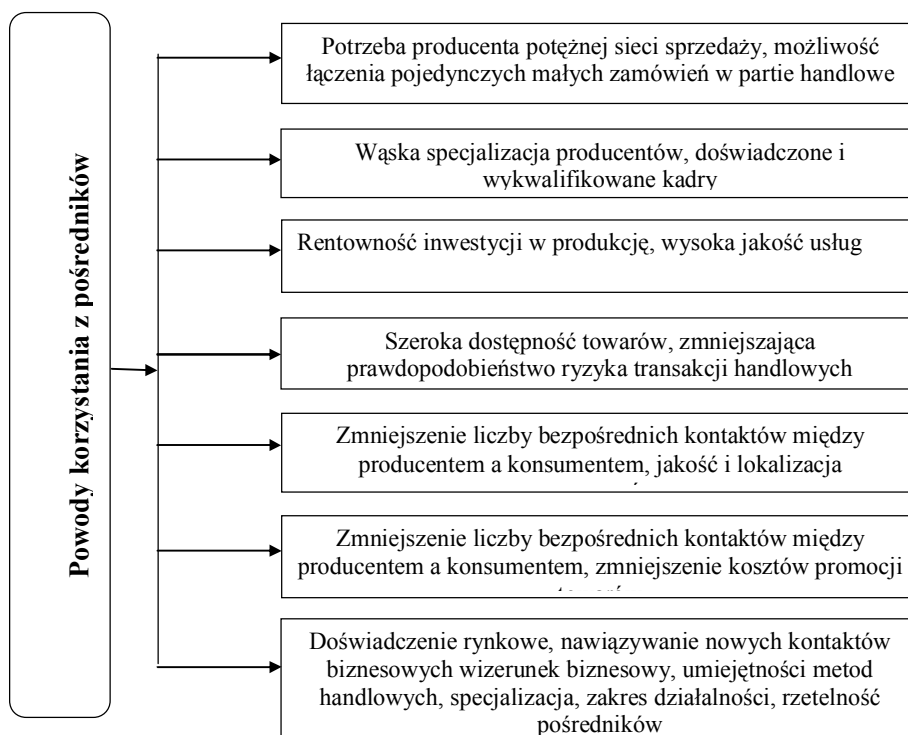 Powody korzystania z pośredników
Potrzeba producenta potężnej sieci sprzedaży, możliwość
łączenia pojedynczych małych zamówień w partie handlowe
Wąska specjalizacja producentów, doświadczone i
wykwalifikowane kadry
Rentowność inwestycji w produkcję, wysoka jakość usług
Szeroka dostępność towarów, zmniejszająca
prawdopodobieństwo ryzyka transakcji handlowych
Zmniejszenie liczby bezpośrednich kontaktów między
producentem a konsumentem, jakość i lokalizacja
Zmniejszenie liczby bezpośrednich kontaktów między
producentem a konsumentem, zmniejszenie kosztów promocji
Doświadczenie rynkowe, nawiązywanie nowych kontaktów
biznesowych wizerunek biznesowy, umiejętności metod
handlowych, specjalizacja, zakres działalności, rzetelność
pośredników